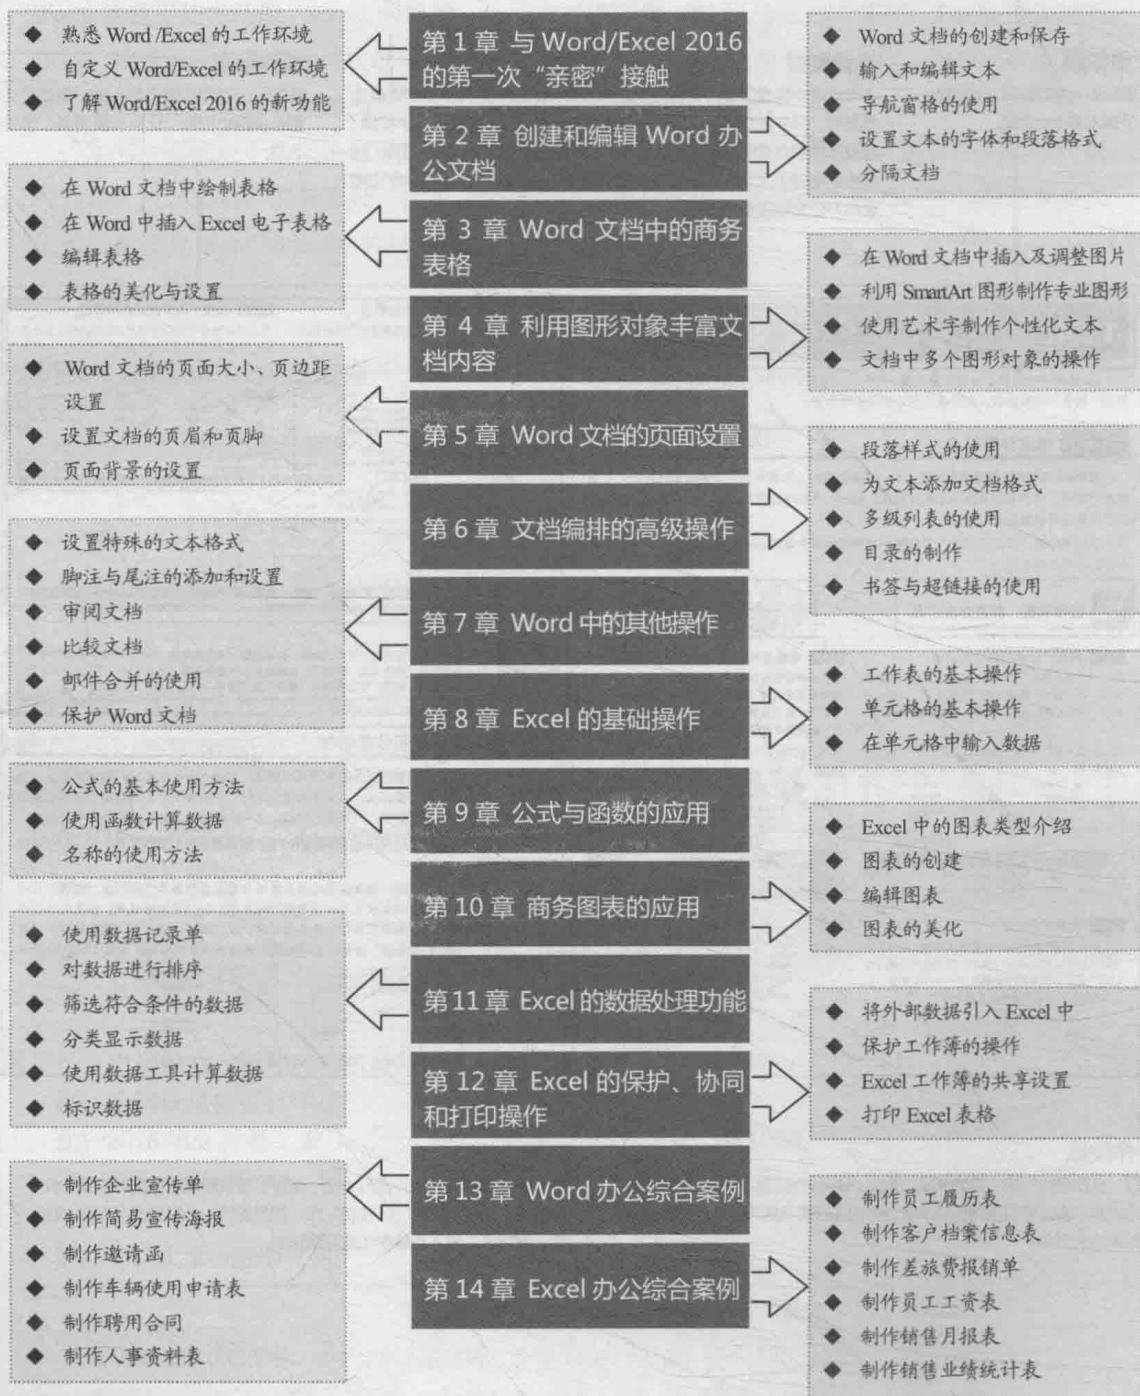 第 1 章 与 Word/Excel 2016
的第一次“亲密”接触
◆ 熟悉 Word /Excel 的工作环境
◆ 自定义 Word/Excel 的工作环境
◆ 了解 Word/Excel 2016 的新功能
第 2 章 创建和编辑 Word 办
公文档
◆ Word 文档的创建和保存
◆ 输入和编辑文本
◆ 导航窗格的使用
◆ 设置文本的字体和段落格式
◆ 分隔文档
第 3 章 Word 文档中的商务
表格
◆ 在 Word 文档中绘制表格
◆ 在 Word 中插入 Excel 电子表格
◆ 编辑表格
◆ 表格的美化与设置
第 4 章 利用图形对象丰富文
档内容
◆ 在 Word 文档中插入及调整图片
◆ 利用 SmartArt 图形制作专业图形
◆ 使用艺术字制作个性化文本
◆ 文档中多个图形对象的操作
第 5 章 Word 文档的页面设置
◆ Word 文档的页面大小、页边距
设置
◆ 设置文档的页眉和页脚
◆ 页面背景的设置
第 6 章 文档编排的高级操作
◆ 段落样式的使用
◆ 为文本添加文档格式
◆ 多级列表的使用
◆ 目录的制作
◆ 书签与超链接的使用
第 7 章 Word 中的其他操作
◆ 设置特殊的文本格式
◆ 脚注与尾注的添加和设置
◆ 审阅文档
◆ 比较文档
◆ 邮件合并的使用
◆ 保护 Word 文档
第 8 章 Excel 的基础操作
◆ 工作表的基本操作
◆ 单元格的基本操作
◆ 在单元格中输入数据
第 9 章 公式与函数的应用
◆ 公式的基本使用方法
◆ 使用函数计算数据
◆ 名称的使用方法
第 10 章 商务图表的应用
◆ Excel 中的图表类型介绍
◆ 图表的创建
◆ 编辑图表
◆ 图表的美化
第 11 章 Excel 的数据处理功能
◆ 使用数据记录单
◆ 对数据进行排序
◆ 筛选符合条件的数据
◆ 分类显示数据
◆ 使用数据工具计算数据
◆ 标识数据
第 12 章 Excel 的保护、协同
和打印操作
◆ 将外部数据引入 Excel 中
◆ 保护工作簿的操作
◆ Excel 工作簿的共享设置
◆ 打印 Excel 表格
第 13 章 Word 办公综合案例
◆ 制作企业宣传单
◆ 制作简易宣传海报
◆ 制作邀请函
◆ 制作车辆使用申请表
◆ 制作聘用合同
◆ 制作人事资料表
第 14 章 Excel 办公综合案例
◆ 制作员工履历表
◆ 制作客户档案信息表
◆ 制作差旅费报销单
◆ 制作员工工资表
◆ 制作销售月报表
◆ 制作销售业绩统计表